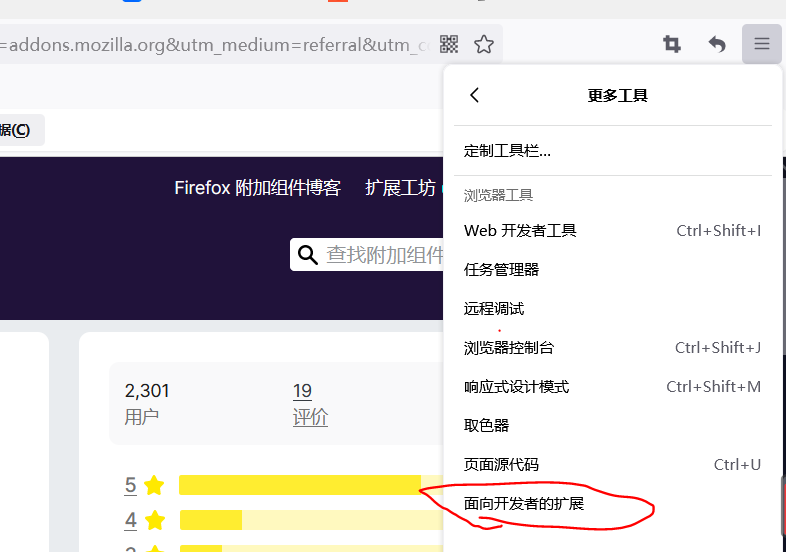 =addons.mozilla.org&utm_medium=referral&utm_c
更多工具
据(C)
定制工具栏...
Firefox 附加组件博客 扩展工坊
浏览器工具
Web 开发者工具 Ctrl+Shift+I
查找附加组件
任务管理器
远程调试
浏览器控制台 Ctrl+Shift+J
响应式设计模式 Ctrl+Shift+M
2,301
用户
19
评价
取色器
页面源代码 Ctrl+U
5
面向开发者的扩展
4